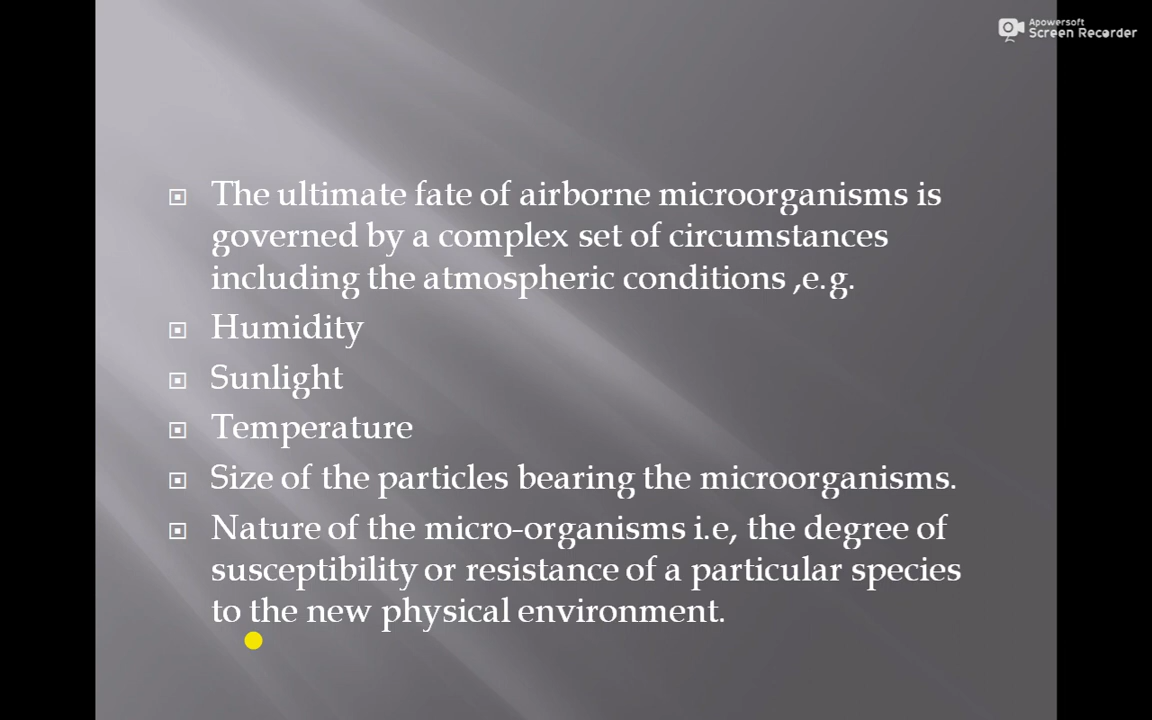 Apowersoft
Screen Recorder
The ultimate fate of airborne microorganisms is
governed by a complex set of circumstances
including the atmospheric conditions ,e.g.
Humidity
Sunlight
Temperature
Size of the particles bearing the microorganisms.
Nature of the micro-organisms i.e, the degree of
susceptibility or resistance of a particular species
to the new physical environment.